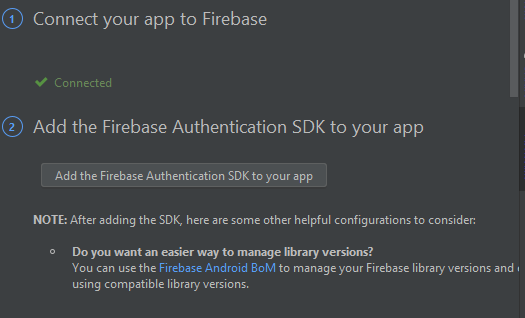 1 Connect your app to Firebase
Connected
2 Add the Firebase Authentication SDK to your app
Add the Firebase Authentication SDK to your app
NOTE: After adding the SDK, here are some other helpful configurations to consider:
Do you want an easier way to manage library versions?
You can use the Firebase Android BoM to manage your Firebase library versions and
using compatible library versions.